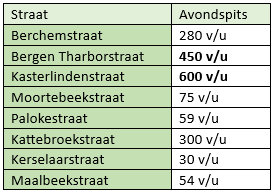 Straat Avondspits
Berchemstraat 280 v/u
Bergen Tharborstraat 450 v/u
Kasterlindenstraat 600 v/u
Moortebeekstraat 75 v/u
Palokestraat 59 v/u
Kattebroekstraat 300 v/u
Kerselaarstraat 30 v/u
Maalbeekstraat 54 v/u